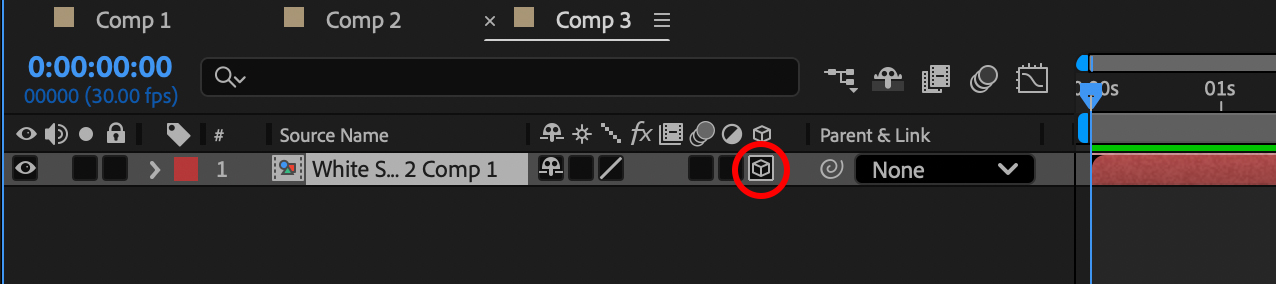 Comp 1 Comp 2 × Comp 3
0:00:00:00
00000 (30.00 fps)
01s
# Source Name fx Parent & Link
1 White S... 2 Comp 1 None